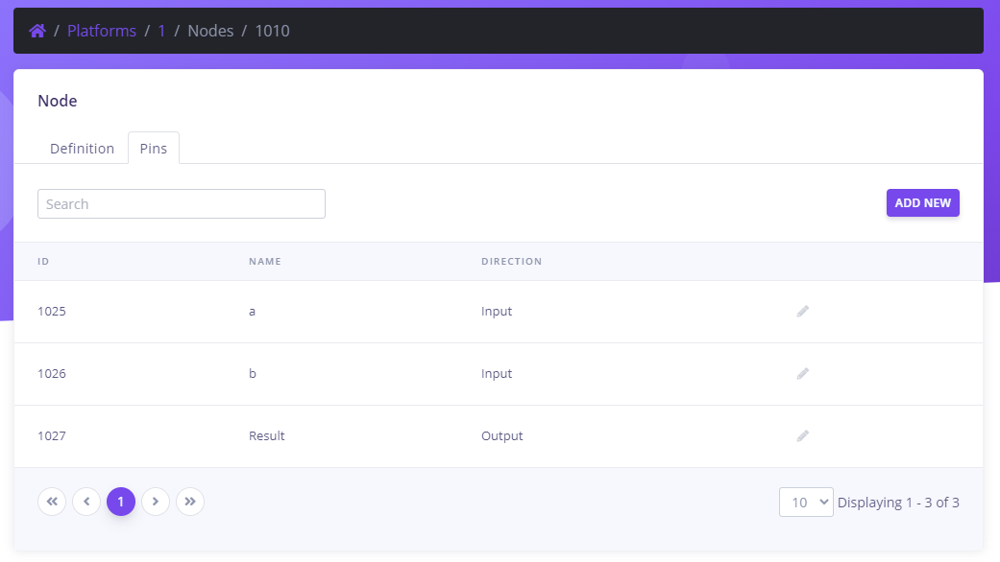 / Platforms / 1 / Nodes / 1010
Node
Definition Pins
Search ADD NEW
ID NAME DIRECTION
1025 a Input
1026 b Input
1027 Result Output
« ‹ 1 › » 10 Displaying 1 - 3 of 3